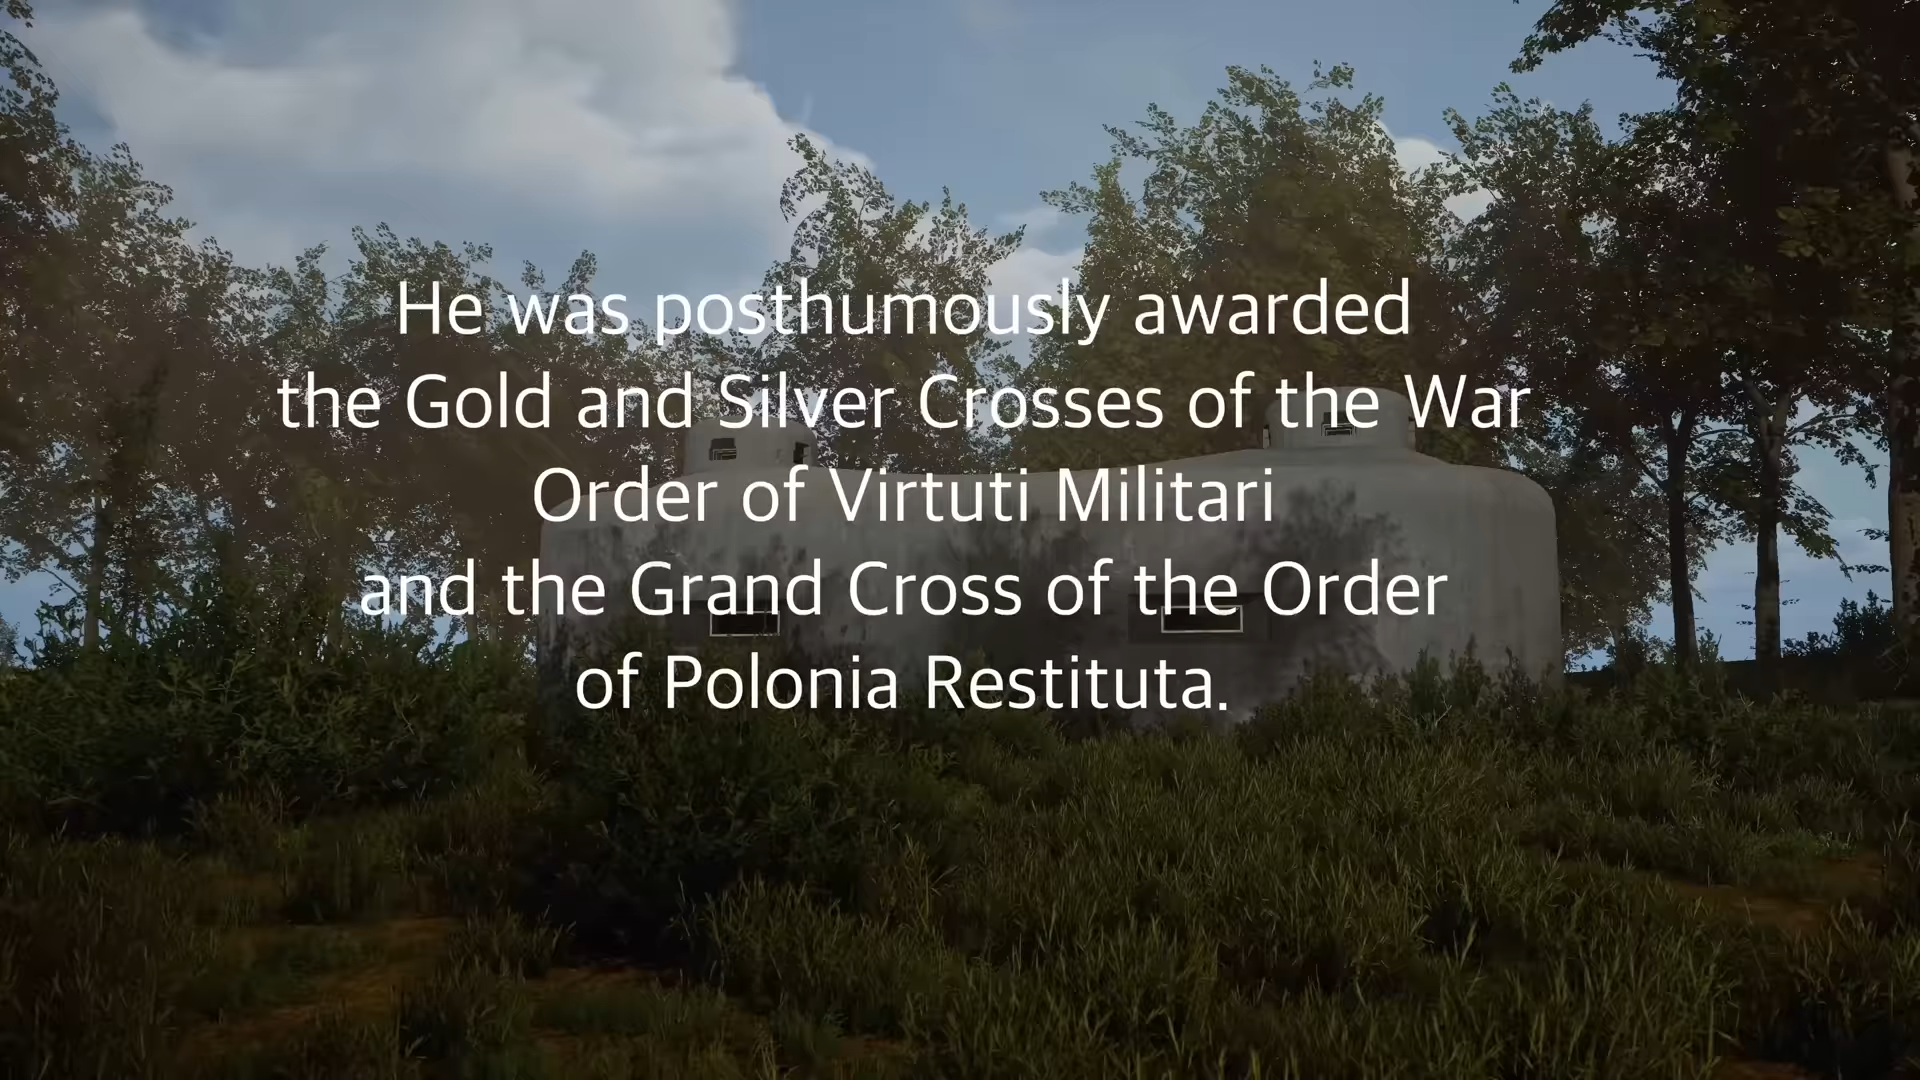 He was posthumously awarded
the Gold and Silver Crosses of the War
Order of Virtuti Militari
and the Grand Cross of the Order
of Polonia Restituta.